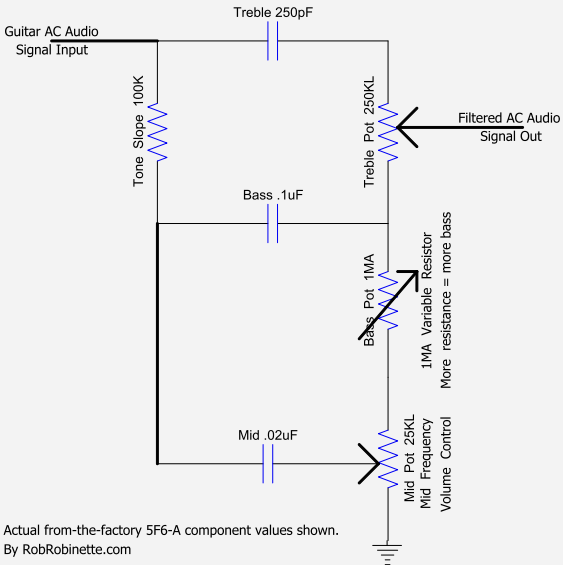 Treble 250pF
Guitar AC Audio
Signal Input
Tone Slope 100K
Treble Pot 250KL
Filtered AC Audio
Signal Out
Bass .1uF
Bass Pot 1MA
1MA Variable Resistor
More resistance = more bass
Mid .02uF
Mid Pot 25KL
Mid Frequency
Volume Control
Actual from-the-factory 5F6-A component values shown.
By RobRobinette.com